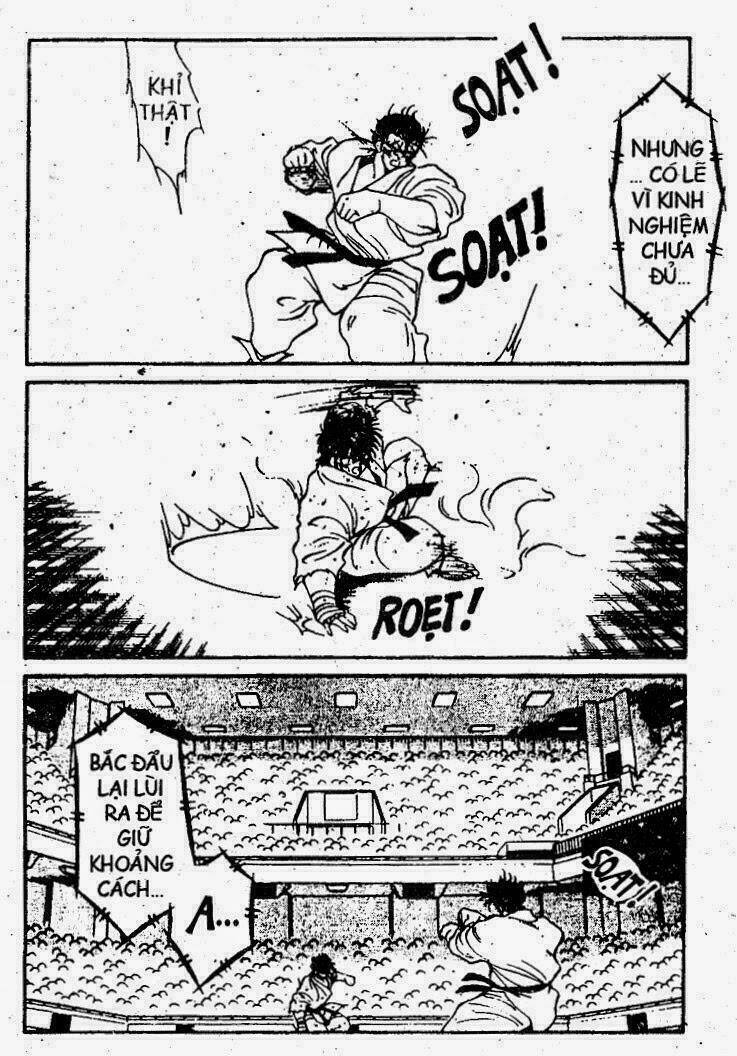 KHỈ
THẬT
!
SOẠT!
SOẠT!
NHƯNG
... CÓ LẼ
VÌ KINH
NGHIỆM
CHƯA
ĐỦ...
ROẸT!
BẮC ĐẨU
LẠI LÙI
RA ĐỂ
GIỮ
KHOẢNG
CÁCH...
A...
SOẠT!